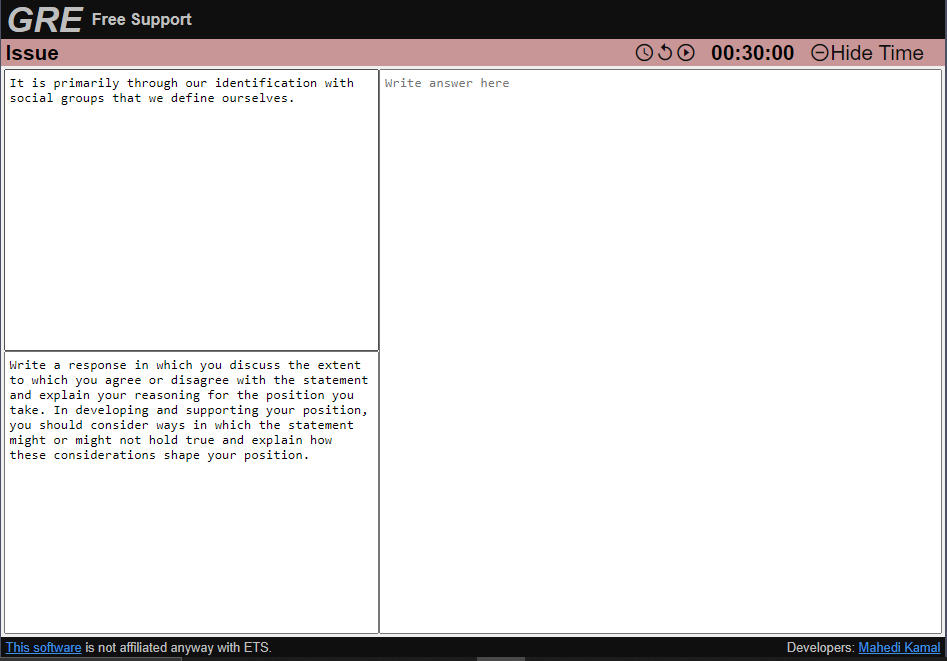 GRE Free Support
Issue 00:30:00 Hide Time
It is primarily through our identification with
social groups that we define ourselves.
Write answer here
Write a response in which you discuss the extent
to which you agree or disagree with the statement
and explain your reasoning for the position you
take. In developing and supporting your position,
you should consider ways in which the statement
might or might not hold true and explain how
these considerations shape your position.
This software is not affiliated anyway with ETS. Developers: Mahedi Kamal